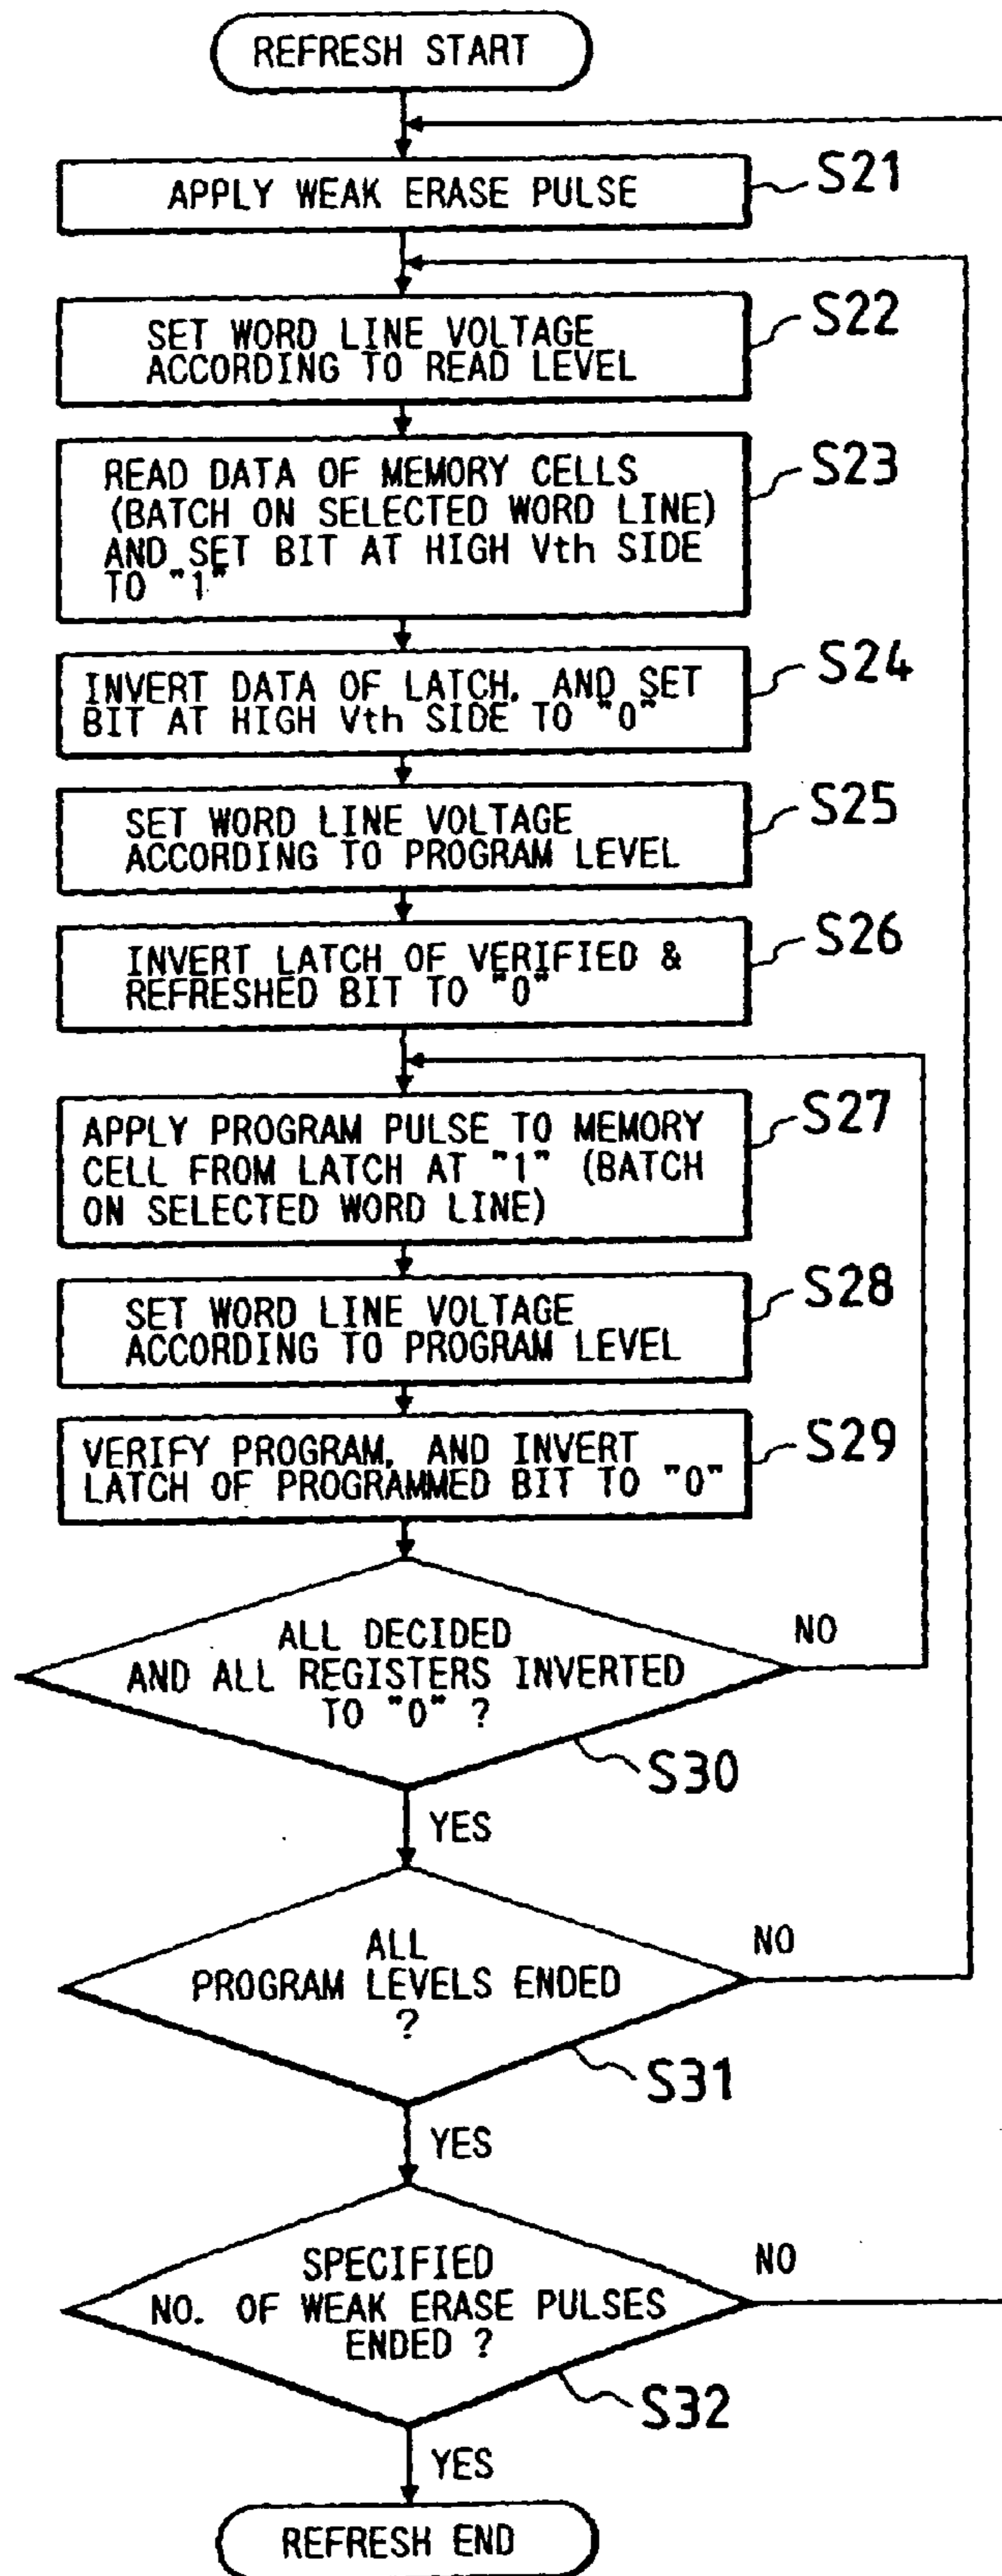 REFRESH START
APPLY WEAK ERASE PULSE
S21
SET WORD LINE VOLTAGE
ACCORDING TO READ LEVEL
S22
READ DATA OF MEMORY CELLS
(BATCH ON SELECTED WORD LINE)
AND SET BIT AT HIGH Vth SIDE
TO "1"
S23
INVERT DATA OF LATCH, AND SET
BIT AT HIGH Vth SIDE TO "0"
S24
SET WORD LINE VOLTAGE
ACCORDING TO PROGRAM LEVEL
S25
INVERT LATCH OF VERIFIED &
REFRESHED BIT TO "0"
S26
APPLY PROGRAM PULSE TO MEMORY
CELL FROM LATCH AT "1" (BATCH
ON SELECTED WORD LINE)
S27
SET WORD LINE VOLTAGE
ACCORDING TO PROGRAM LEVEL
S28
VERIFY PROGRAM, AND INVERT
LATCH OF PROGRAMMED BIT TO "0"
S29
ALL DECIDED
AND ALL REGISTERS INVERTED
TO "0" ?
NO
S30
YES
ALL
PROGRAM LEVELS ENDED
?
NO
S31
YES
SPECIFIED
NO. OF WEAK ERASE PULSES
ENDED ?
NO
S32
YES
REFRESH END